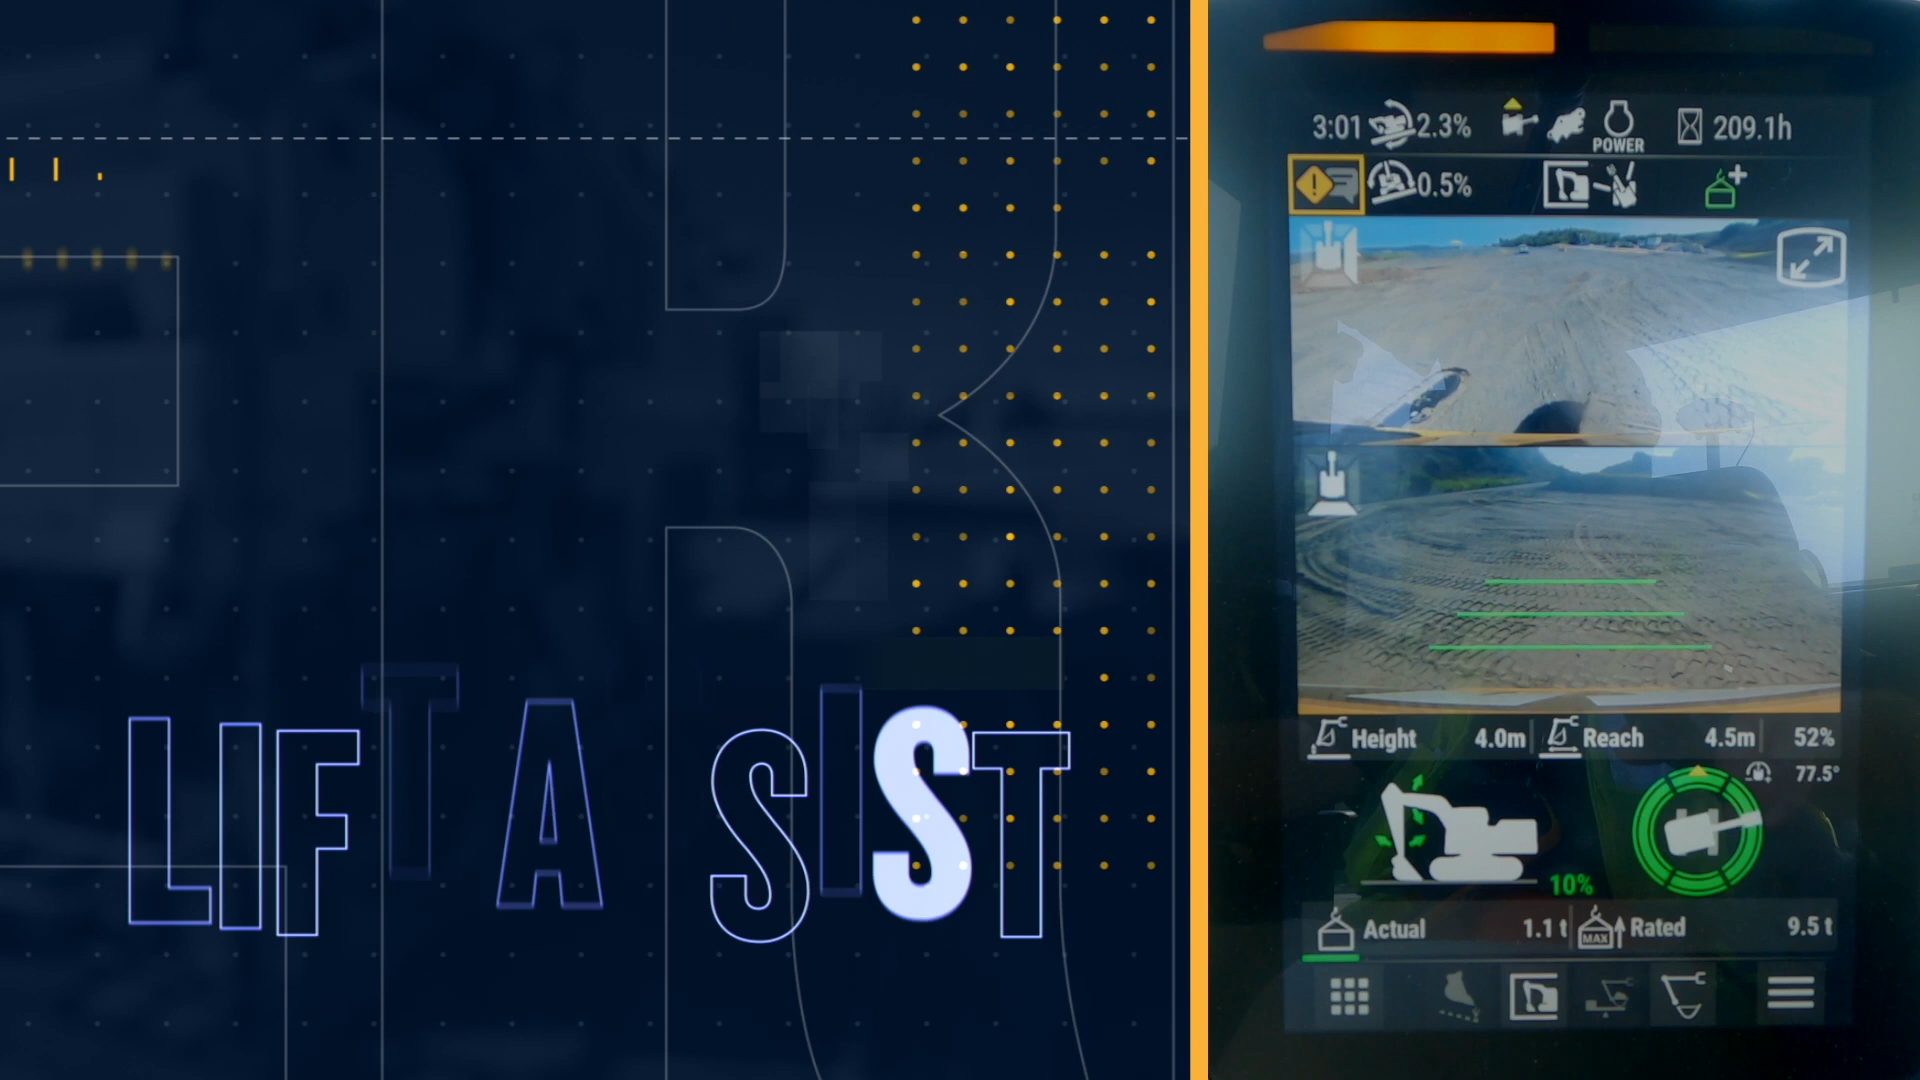 LIFT A SIST
3:01 2.3% POWER 209.1h
0.5%
Height 4.0m Reach 4.5m 52%
77.5°
10%
Actual 1.1 t MAX Rated 9.5 t